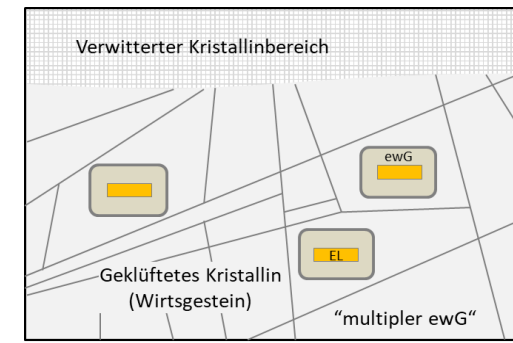 Verwitterter Kristallinbereich
ewG
EL
Geklüftetes Kristallin
(Wirtsgestein)
“multipler ewG“